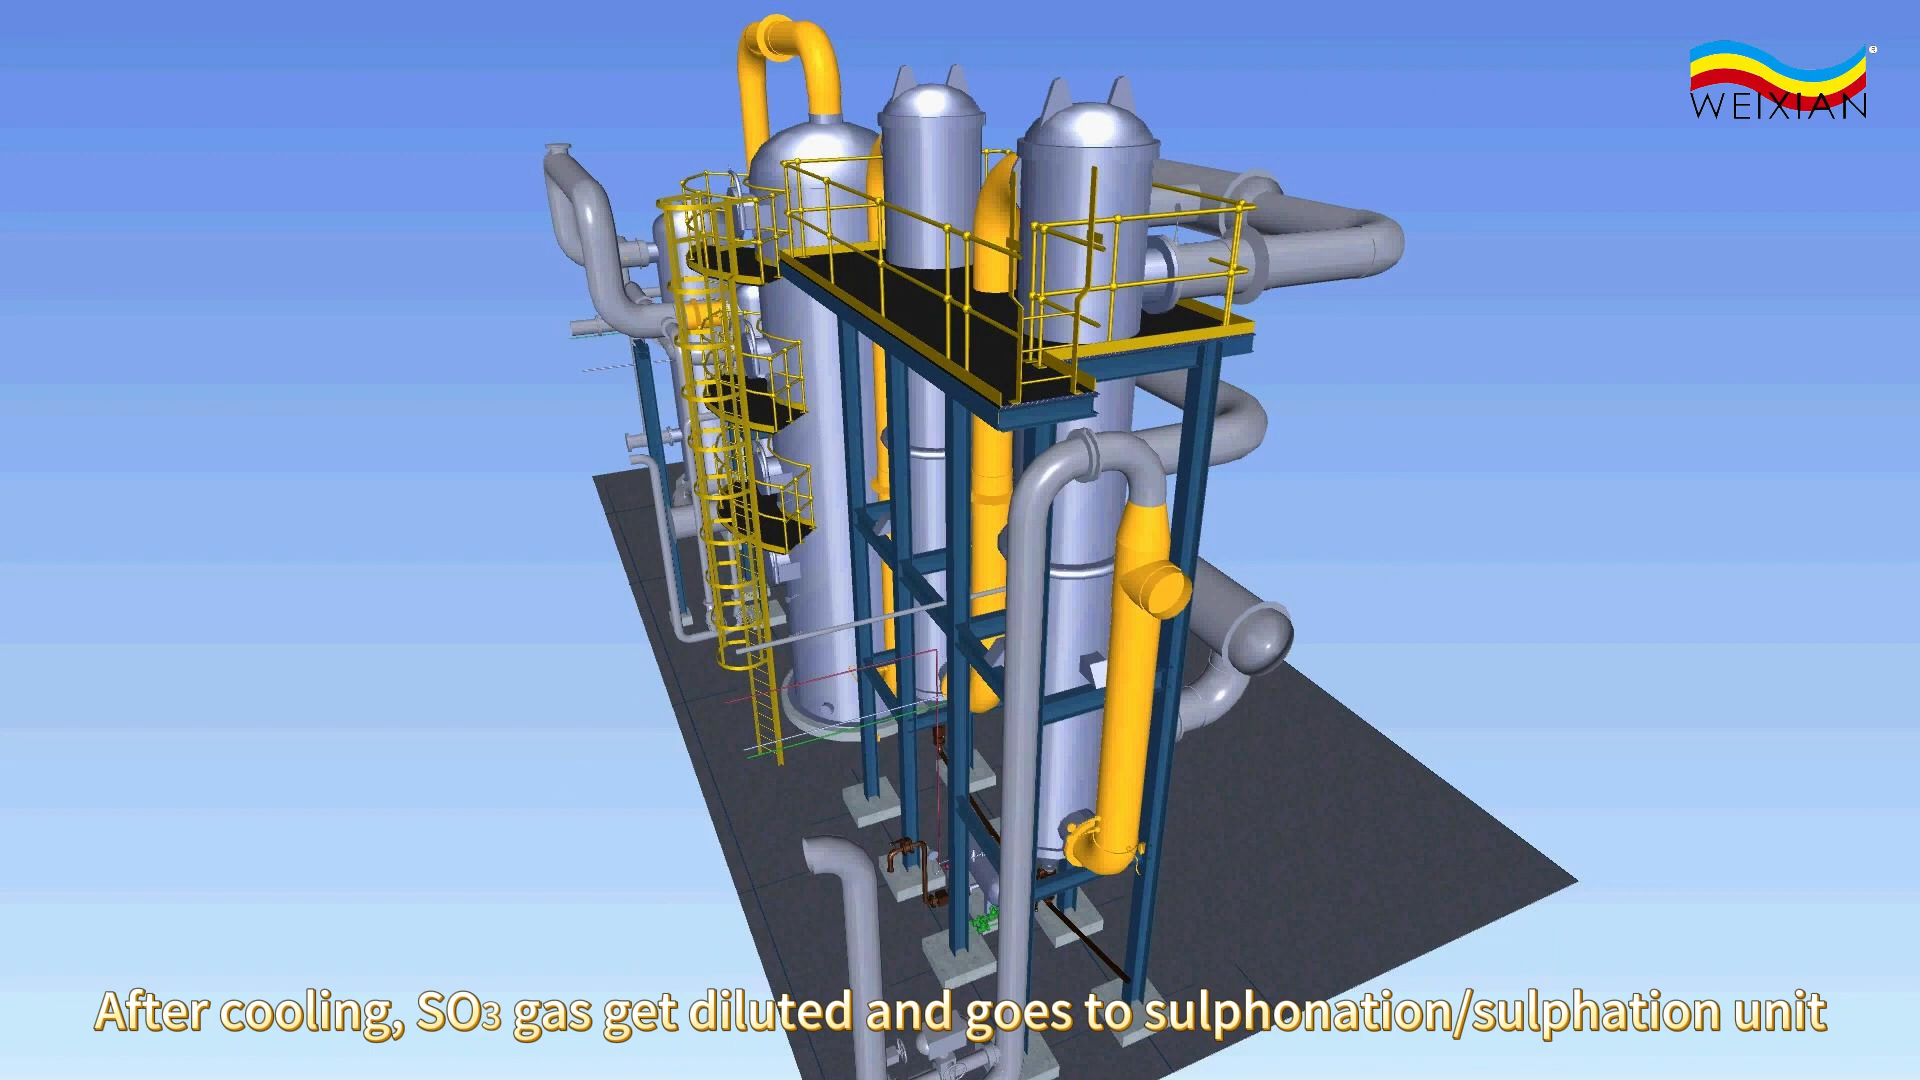 WEIXIAN
®
After cooling, SO₃ gas get diluted and goes to sulphonation/sulphation unit